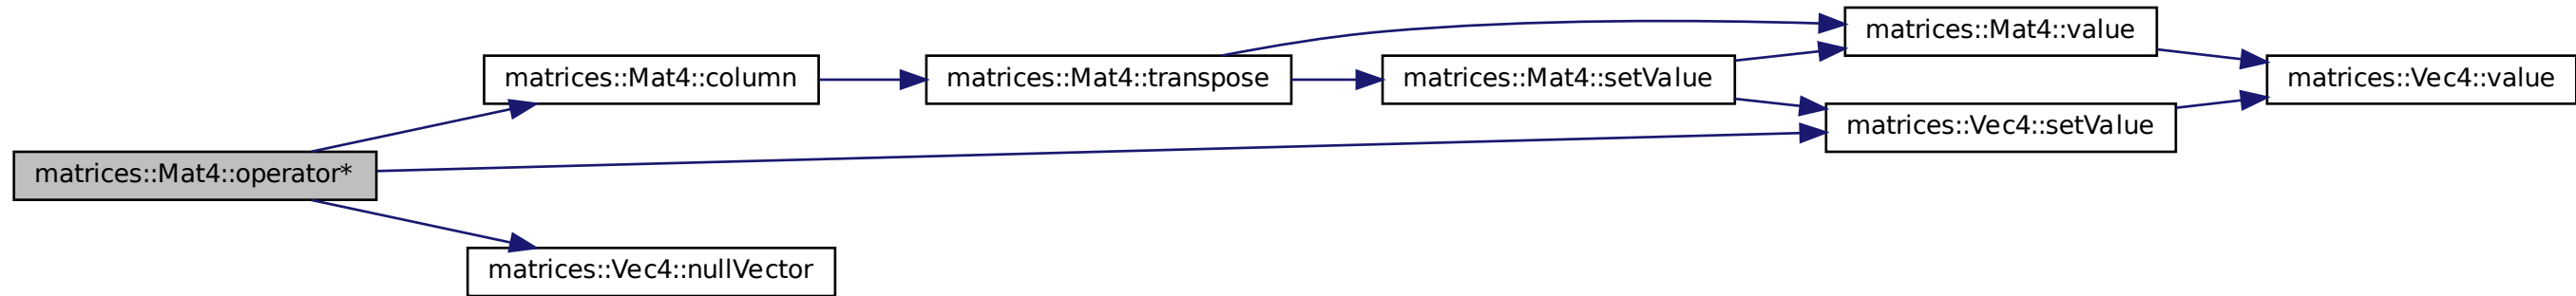 matrices::Mat4::value
matrices::Mat4::column
matrices::Mat4::transpose
matrices::Mat4::setValue
matrices::Vec4::value
matrices::Vec4::setValue
matrices::Mat4::operator*
matrices::Vec4::nullVector